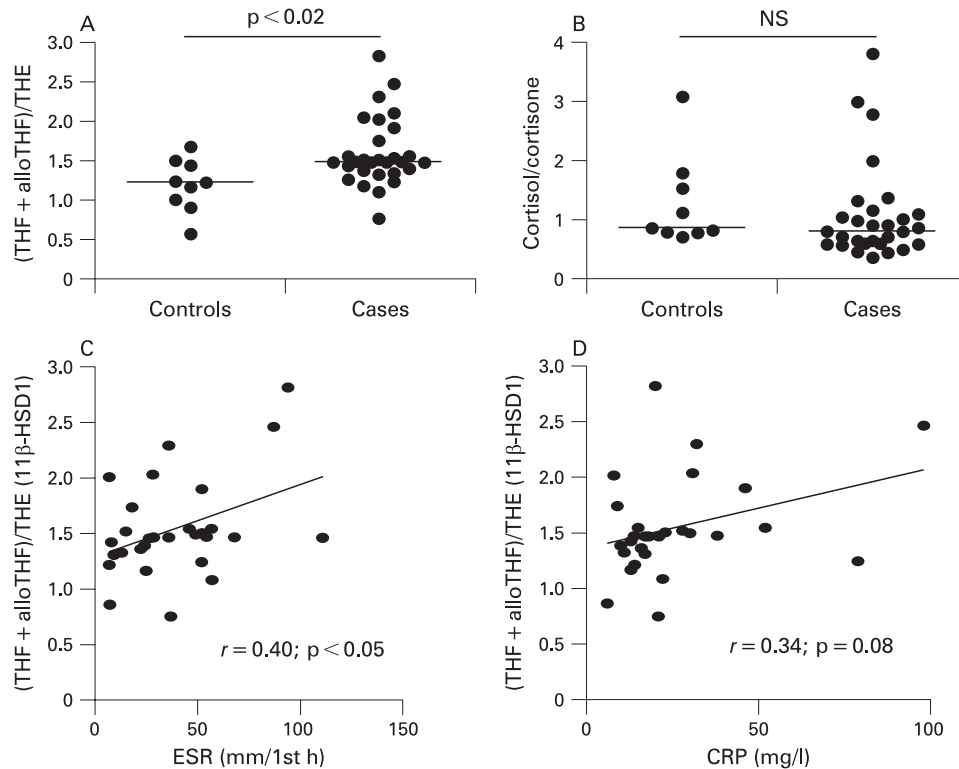 A
p < 0.02
(THF + alloTHF)/THE
3.0
2.5
2.0
1.5
1.0
0.5
0
Controls
Cases
B
NS
Cortisol/cortisone
4
3
2
1
0
Controls
Cases
C
(THF + alloTHF)/THE (11β-HSD1)
3.0
2.5
2.0
1.5
1.0
0.5
0
r = 0.40; p < 0.05
0
50
100
150
ESR (mm/1st h)
D
(THF + alloTHF)/THE (11β-HSD1)
3.0
2.5
2.0
1.5
1.0
0.5
0
r = 0.34; p = 0.08
0
50
100
CRP (mg/l)